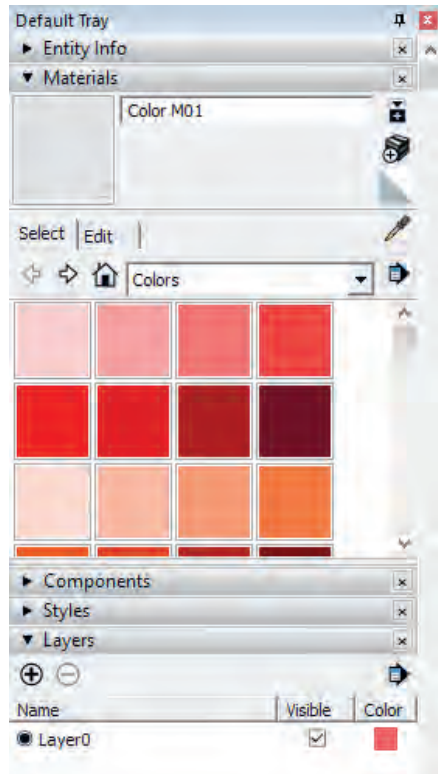 Default Tray
Entity Info
Materials
Color M01
Select Edit
Colors
Components
Styles
Layers
Name Visible Color
Layer0